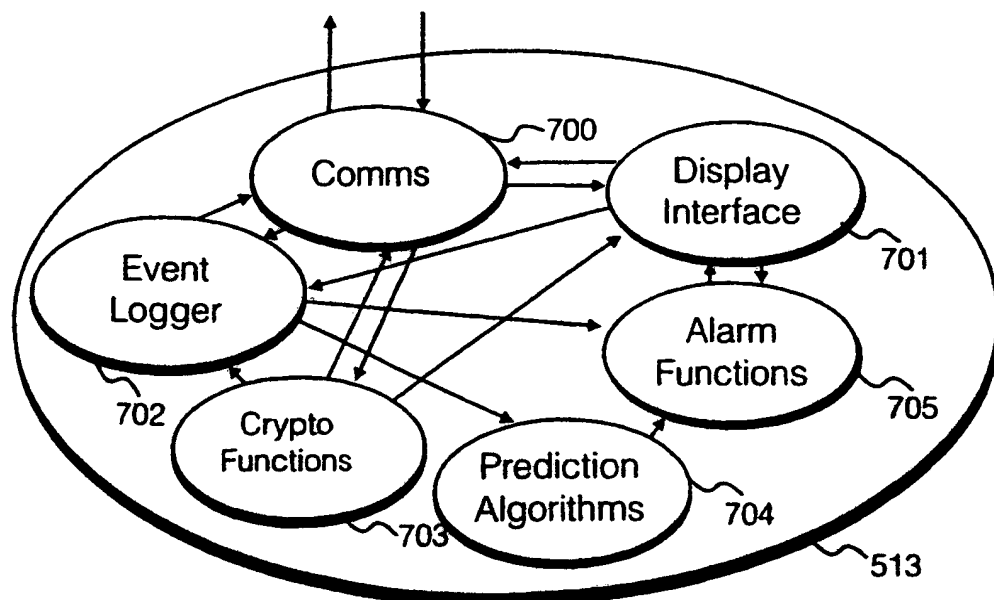 700
Comms
Display
Interface
701
Event
Logger
702
Alarm
Functions
705
Crypto
Functions
703
Prediction
Algorithms
704
513